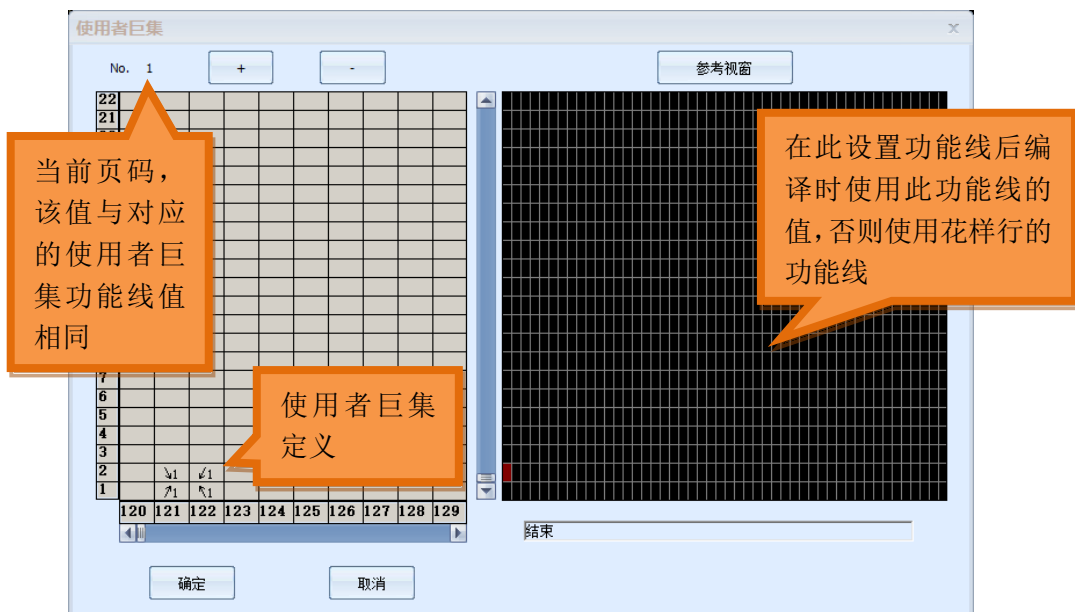 使用者巨集
No. 1
+
-
参考视窗
22
21
当前页码，
该值与对应
的使用者巨
集功能线值
相同
在此设置功能线后编
译时使用此功能线的
值，否则使用花样行的
功能线
7
6
5
4
3
2 ↘1 ↙1
1 ↗1 ↖1
使用者巨集
定义
120 121 122 123 124 125 126 127 128 129
结束
确定
取消